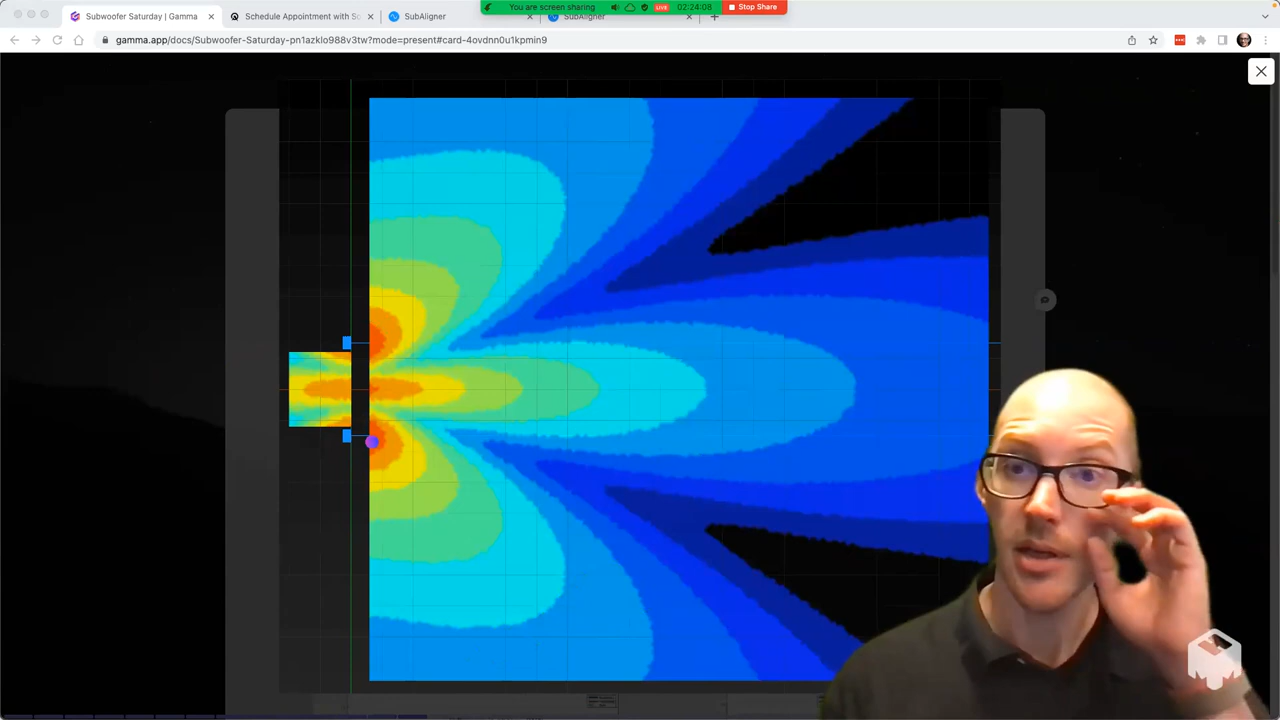 You are screen sharing
LIVE
02:24:08
Stop Share
Subwoofer Saturday | Gamma
Schedule Appointment with Sc
SubAligner
SubAligner
gamma.app/docs/Subwoofer-Saturday-pn1azklo988v3tw?mode=present#card-4ovdnn0u1kpmin9